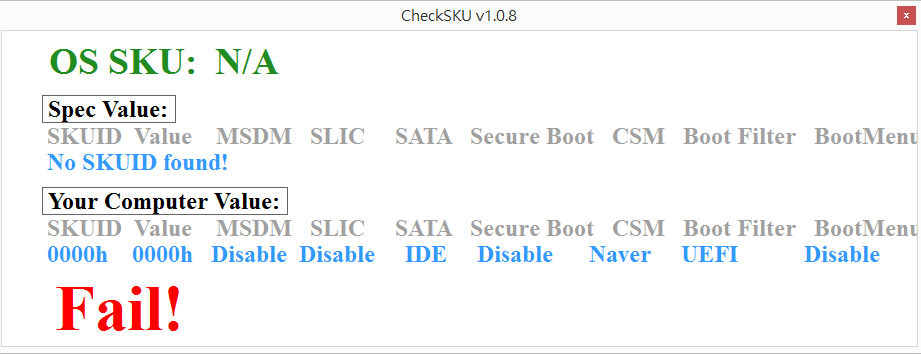 CheckSKU v1.0.8
x
OS SKU: N/A
Spec Value:
SKUID Value MSDM SLIC SATA Secure Boot CSM Boot Filter BootMenu
No SKUID found!
Your Computer Value:
SKUID Value MSDM SLIC SATA Secure Boot CSM Boot Filter BootMenu
0000h 0000h Disable Disable IDE Disable Naver UEFI Disable
Fail!